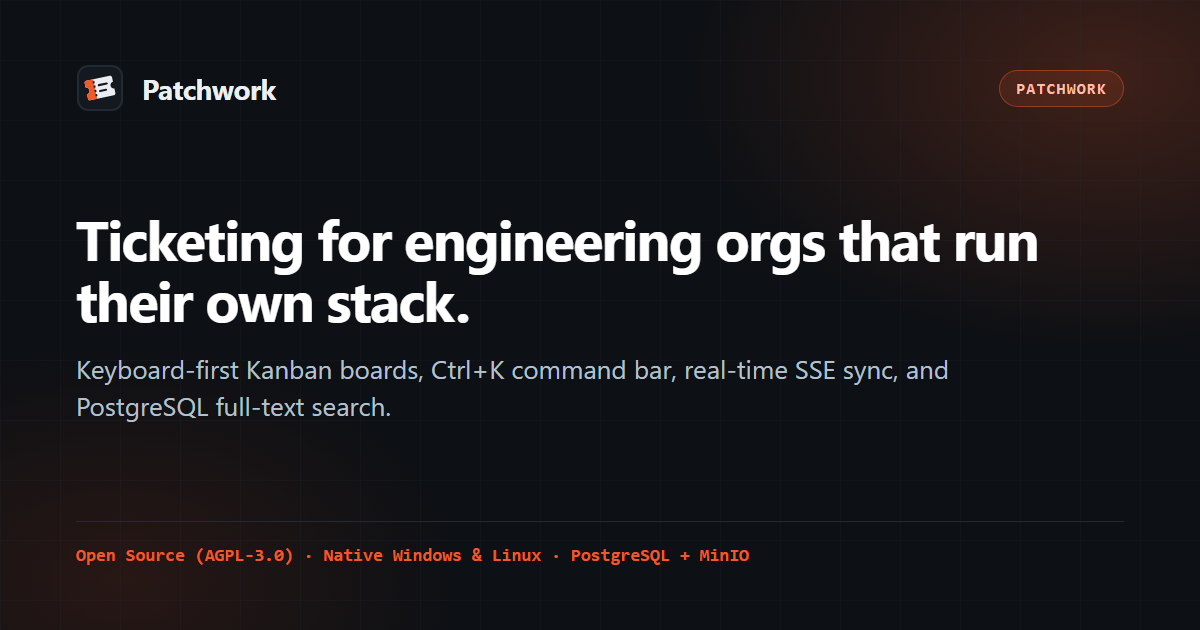 Patchwork
PATCHWORK
Ticketing for engineering orgs that run
their own stack.
Keyboard-first Kanban boards, Ctrl+K command bar, real-time SSE sync, and
PostgreSQL full-text search.
Open Source (AGPL-3.0) · Native Windows & Linux · PostgreSQL + MinIO